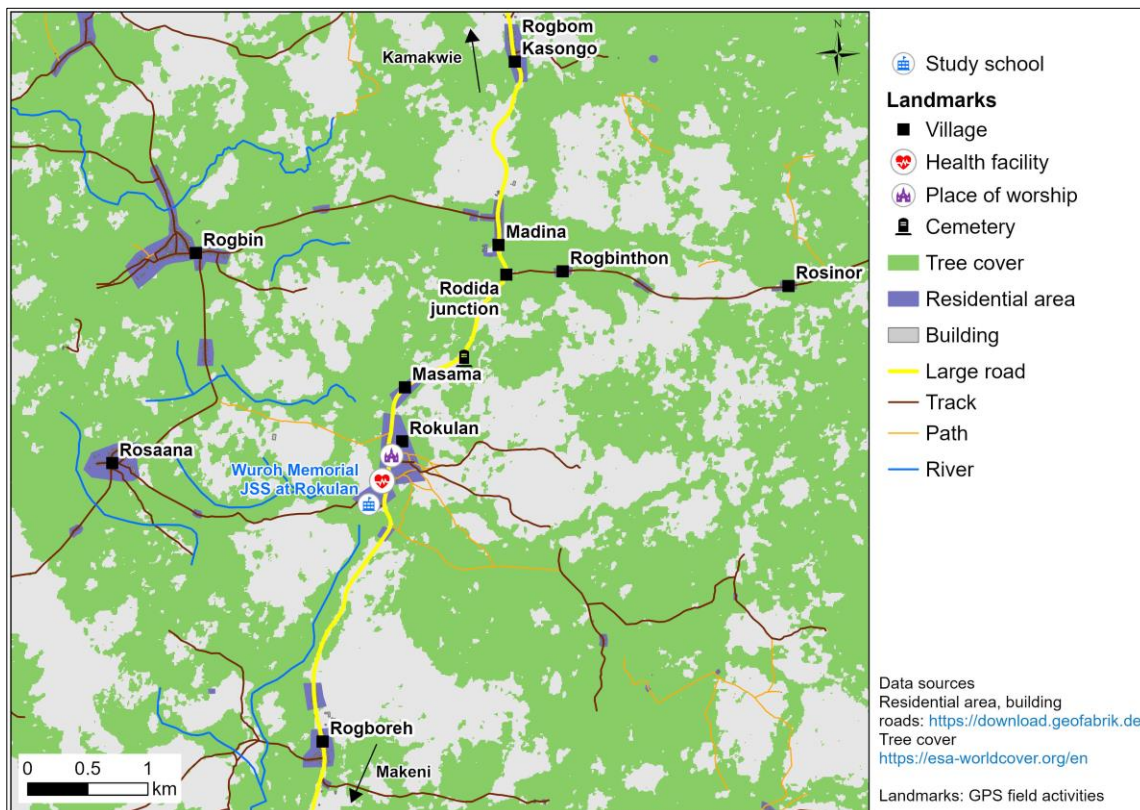 Rogbom
Kasongo
Kamakwie
N
Rogbin
Madina
Rogbinthon
Rosinor
Rodida
junction
Masama
Rokulan
Rosaana
Wuroh Memorial
JSS at Rokulan
Rogboreh
Makeni
0 0.5 1
km
Study school
Landmarks
Village
Health facility
Place of worship
Cemetery
Tree cover
Residential area
Building
Large road
Track
Path
River
Data sources
Residential area, building
roads: https://download.geofabrik.de
Tree cover
https://esa-worldcover.org/en
Landmarks: GPS field activities